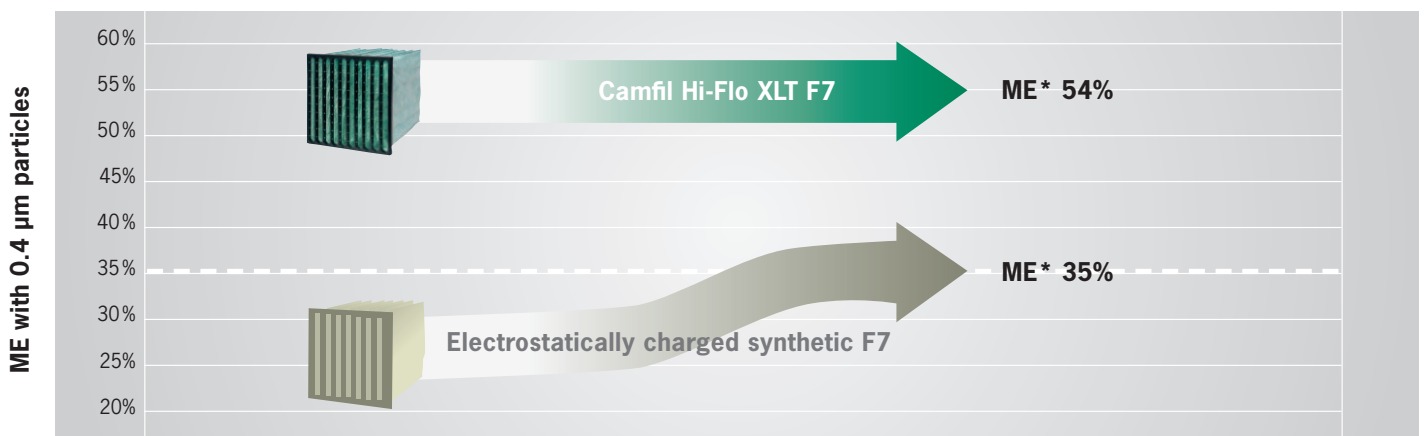 ME with 0.4 µm particles
60%
55%
50%
45%
40%
35%
30%
25%
20%
Camfil Hi-Flo XLT F7
ME* 54%
ME* 35%
Electrostatically charged synthetic F7